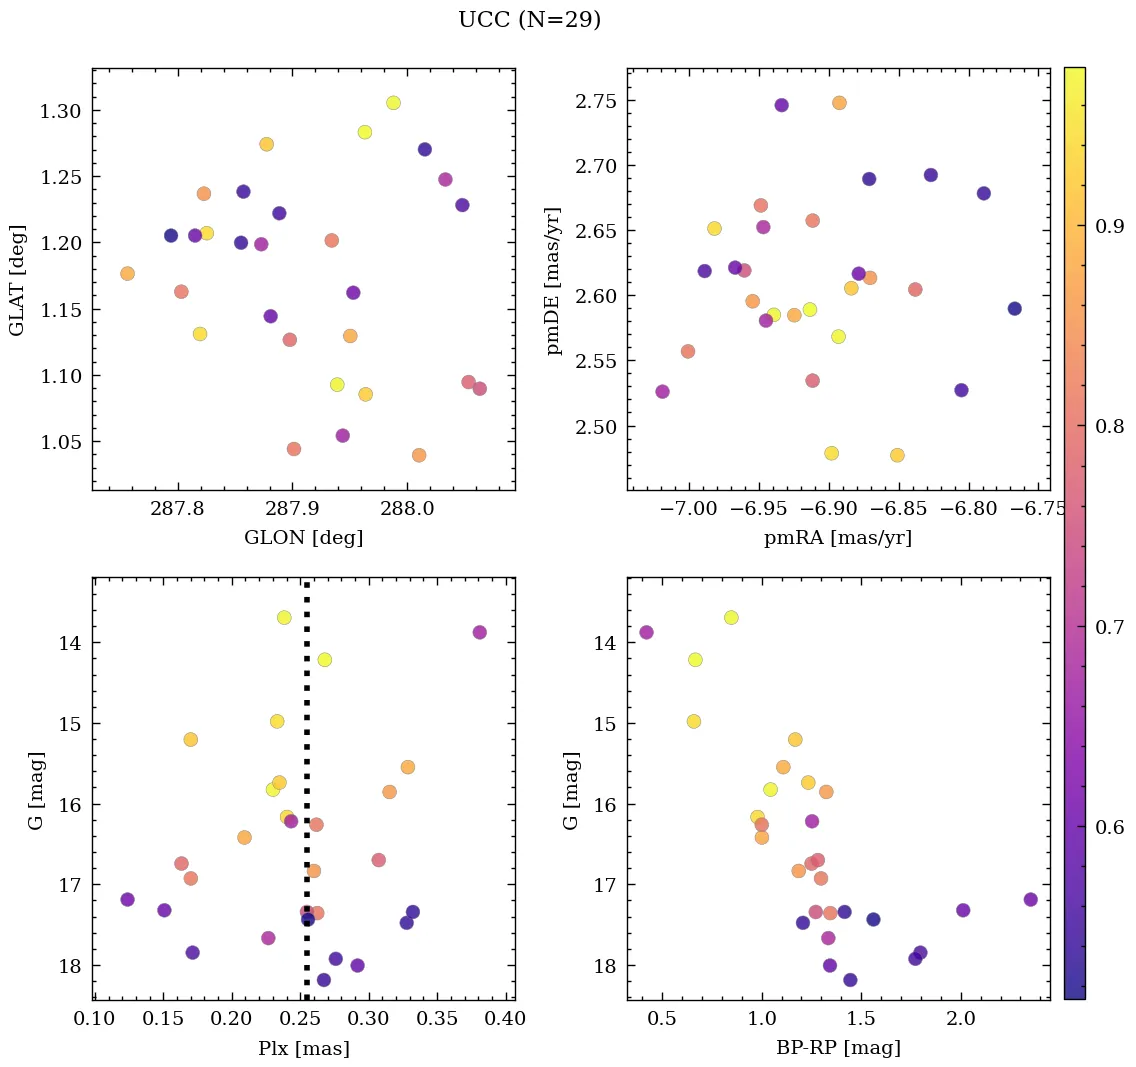 UCC (N=29)
1.30
1.25
1.20
1.15
1.10
1.05
GLAT [deg]
287.8 287.9 288.0
GLON [deg]
2.75
2.70
2.65
2.60
2.55
2.50
pmDE [mas/yr]
−7.00 −6.95 −6.90 −6.85 −6.80 −6.75
pmRA [mas/yr]
14
15
16
17
18
G [mag]
0.10 0.15 0.20 0.25 0.30 0.35 0.40
Plx [mas]
14
15
16
17
18
G [mag]
0.5 1.0 1.5 2.0
BP-RP [mag]
0.9
0.8
0.7
0.6